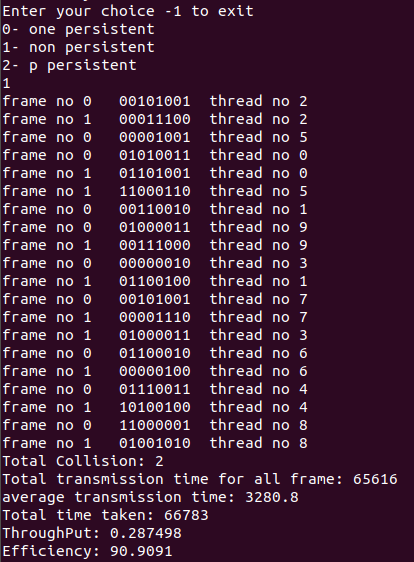 Enter your choice -1 to exit
0- one persistent
1- non persistent
2- p persistent
1
frame no 0   00101001  thread no 2
frame no 1   00011100  thread no 2
frame no 0   00001001  thread no 5
frame no 0   01010011  thread no 0
frame no 1   01101001  thread no 0
frame no 1   11000110  thread no 5
frame no 0   00110010  thread no 1
frame no 0   01000011  thread no 9
frame no 1   00111000  thread no 9
frame no 0   00000010  thread no 3
frame no 1   01100100  thread no 1
frame no 0   00101001  thread no 7
frame no 1   00001110  thread no 7
frame no 1   01000011  thread no 3
frame no 0   01100010  thread no 6
frame no 1   00000100  thread no 6
frame no 0   01110011  thread no 4
frame no 1   10100100  thread no 4
frame no 0   11000001  thread no 8
frame no 1   01001010  thread no 8
Total Collision: 2
Total transmission time for all frame: 65616
average transmission time: 3280.8
Total time taken: 66783
ThroughPut: 0.287498
Efficiency: 90.9091